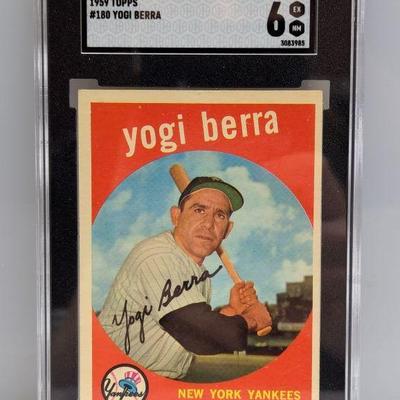 1959 TOPPS
#180 YOGI BERRA
6
EX
NM
3083985
yogi berra
Yogi Berra
Yankees
NEW YORK YANKEES